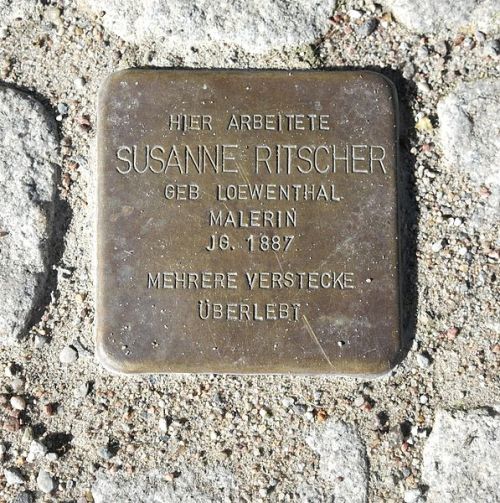 HIER ARBEITETE
SUSANNE RITSCHER
GEB. LOEWENTHAL
MALERIN
JG. 1887
MEHRERE VERSTECKE
ÜBERLEBT